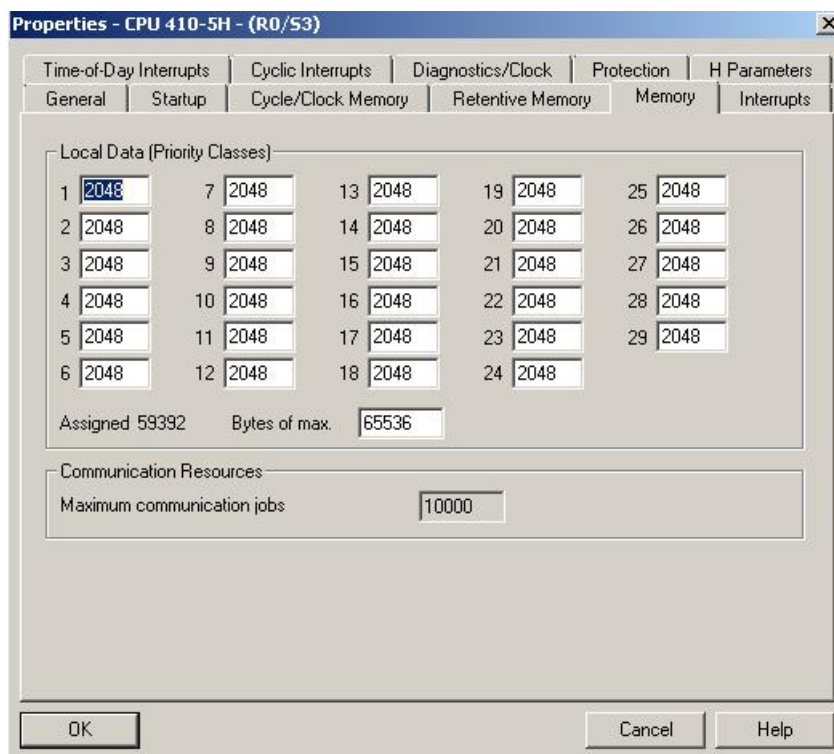 Properties - CPU 410-5H - (R0/S3)
Time-of-Day Interrupts Cyclic Interrupts Diagnostics/Clock Protection H Parameters
General Startup Cycle/Clock Memory Retentive Memory Memory Interrupts
Local Data (Priority Classes)
1 2048 7 2048 13 2048 19 2048 25 2048
2 2048 8 2048 14 2048 20 2048 26 2048
3 2048 9 2048 15 2048 21 2048 27 2048
4 2048 10 2048 16 2048 22 2048 28 2048
5 2048 11 2048 17 2048 23 2048 29 2048
6 2048 12 2048 18 2048 24 2048
Assigned 59392 Bytes of max. 65536
Communication Resources
Maximum communication jobs 10000
OK Cancel Help